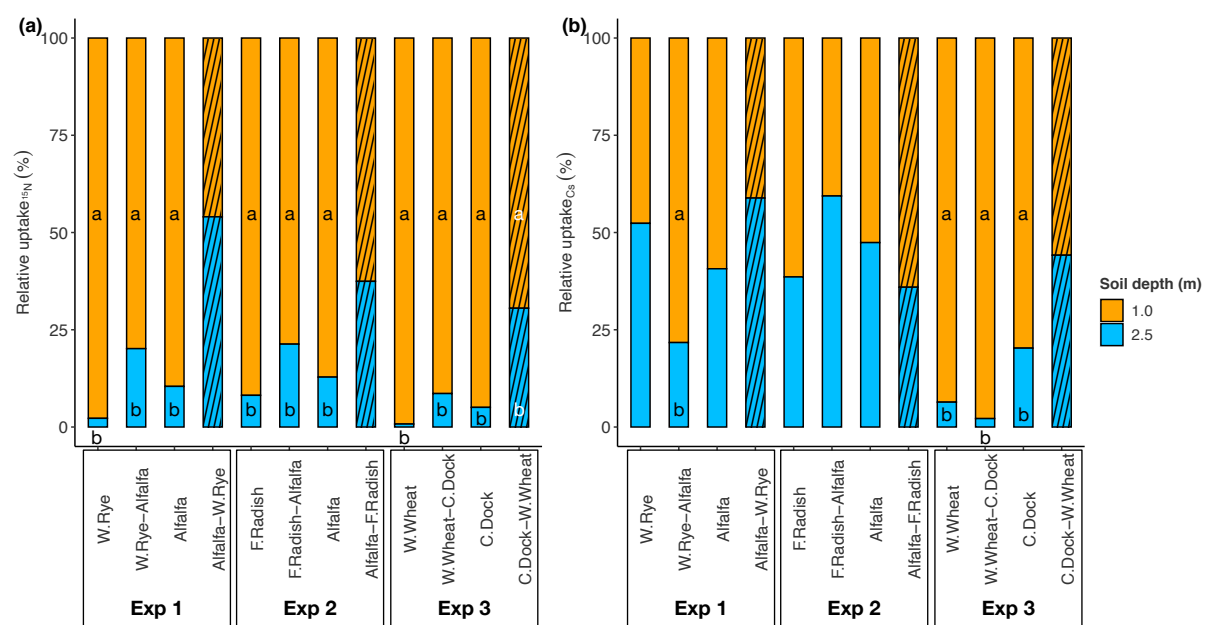 (a)
Relative uptake15N (%)
100
75
50
25
0
a a a a a a a a a a
b b b b b b b b b b
W.Rye
W.Rye−Alfalfa
Alfalfa
Alfalfa−W.Rye
Exp 1
F.Radish
F.Radish−Alfalfa
Alfalfa
Alfalfa−F.Radish
Exp 2
W.Wheat
W.Wheat−C.Dock
C.Dock
C.Dock−W.Wheat
Exp 3
(b)
Relative uptakeCs (%)
100
75
50
25
0
a a a a
b b b b
W.Rye
W.Rye−Alfalfa
Alfalfa
Alfalfa−W.Rye
Exp 1
F.Radish
F.Radish−Alfalfa
Alfalfa
Alfalfa−F.Radish
Exp 2
W.Wheat
W.Wheat−C.Dock
C.Dock
C.Dock−W.Wheat
Exp 3
Soil depth (m)
1.0
2.5